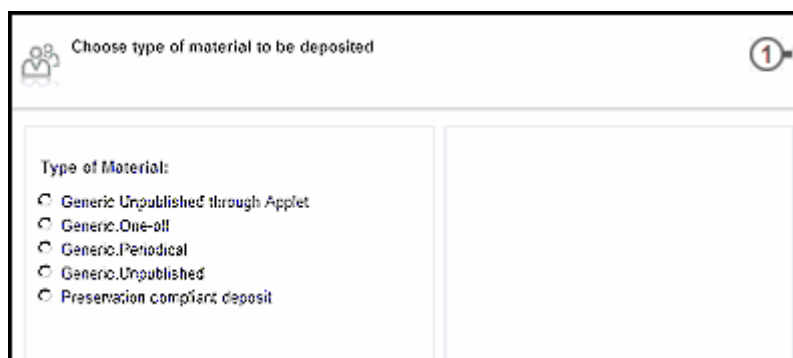 Choose type of material to be deposited
1
Type of Material:
Generic Unpublished through Applet
Generic.One-off
Generic.Periodical
Generic.Unpublished
Preservation compliant deposit